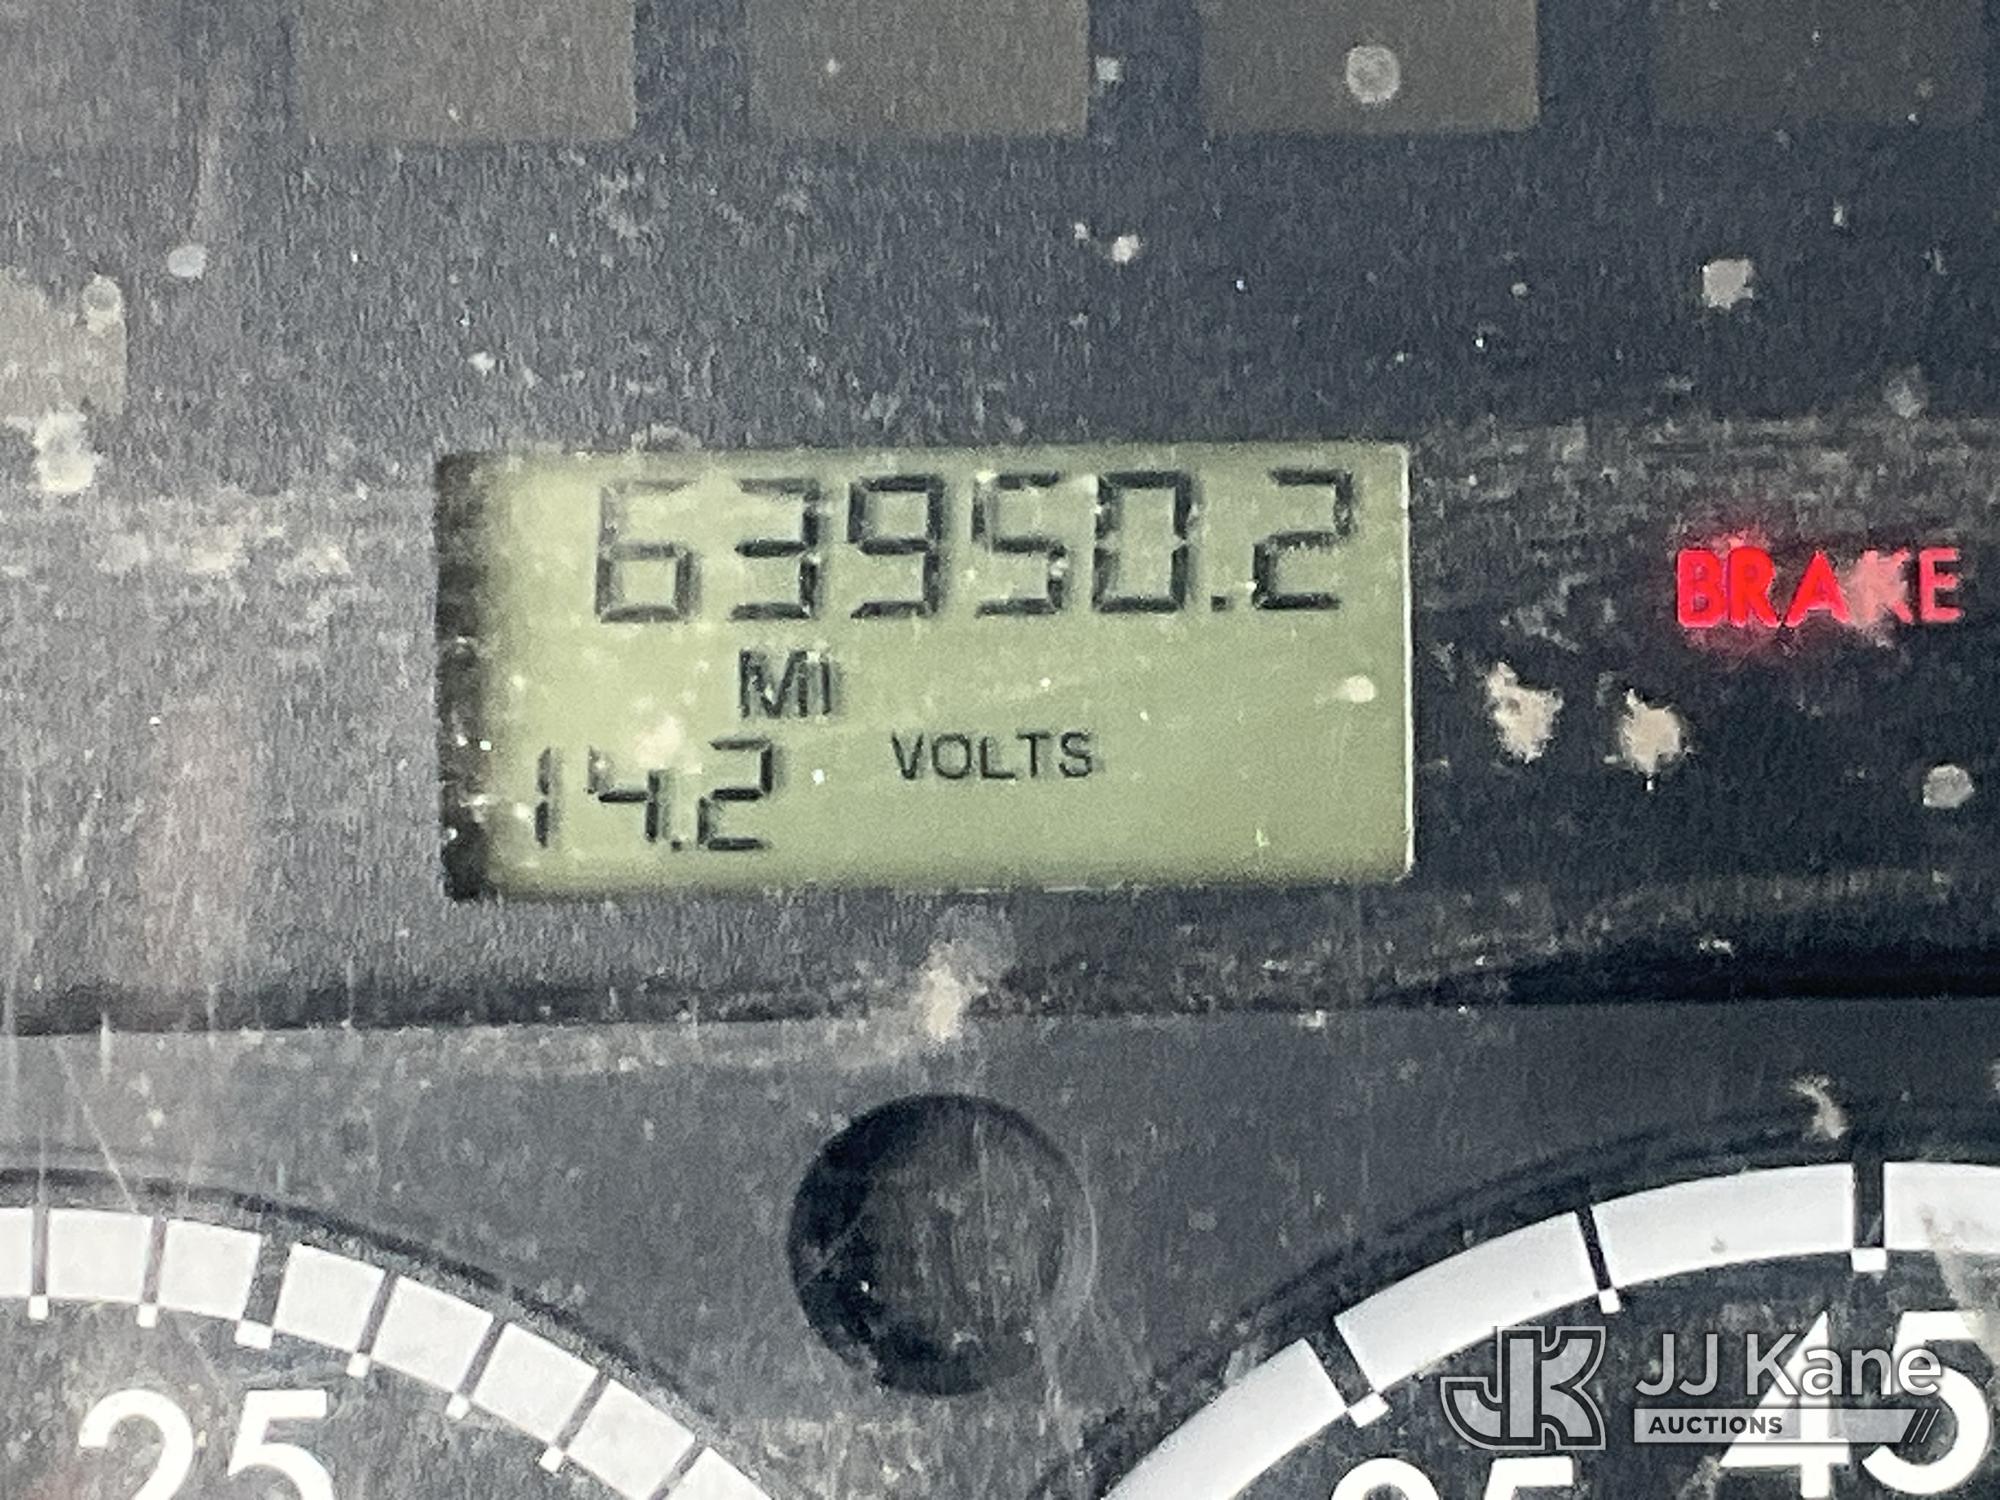 63950.2
MI
VOLTS
14.2
BRAKE
25
45
JJ Kane
AUCTIONS